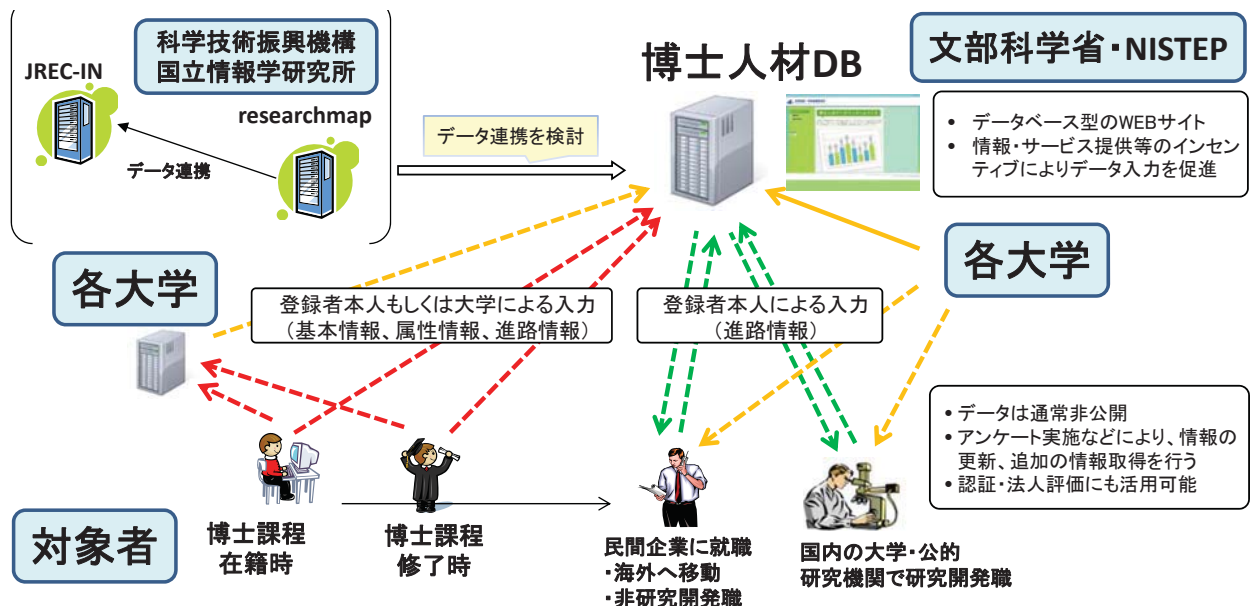 科学技術振興機構
国立情報学研究所
JREC-IN
researchmap
データ連携
データ連携を検討
博士人材DB
文部科学省・NISTEP
• データベース型のWEBサイト
• 情報・サービス提供等のインセン
ティブによりデータ入力を促進
各大学
登録者本人もしくは大学による入力
(基本情報、属性情報、進路情報)
登録者本人による入力
(進路情報)
各大学
• データは通常非公開
• アンケート実施などにより、情報の
更新、追加の情報取得を行う
• 認証・法人評価にも活用可能
対象者
博士課程
在籍時
博士課程
修了時
民間企業に就職
・海外へ移動
・非研究開発職
国内の大学・公的
研究機関で研究開発職